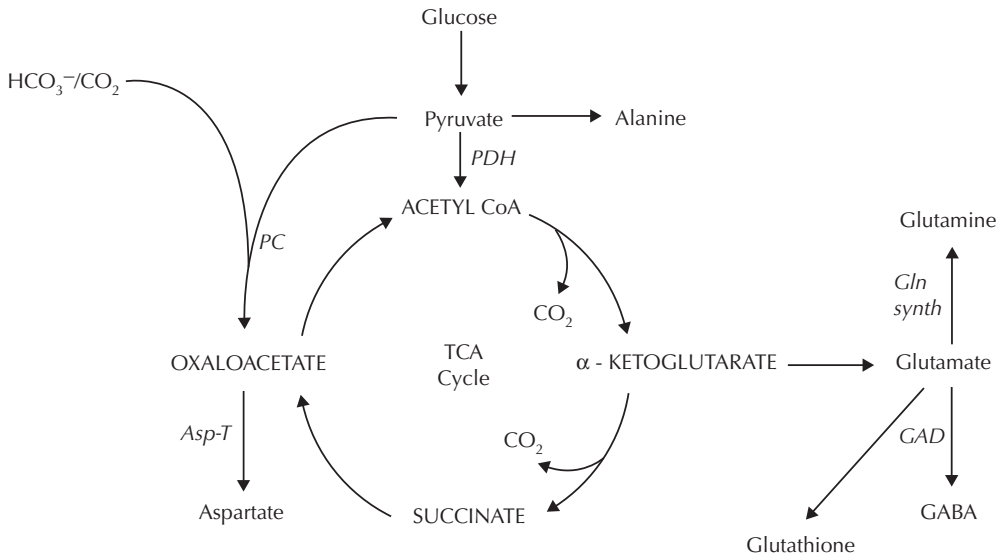 Glucose
HCO₃⁻/CO₂
Pyruvate
Alanine
PDH
ACETYL CoA
PC
Glutamine
Gln
synth
CO₂
TCA
Cycle
OXALOACETATE
α - KETOGLUTARATE
Glutamate
Asp-T
CO₂
GAD
Aspartate
SUCCINATE
GABA
Glutathione